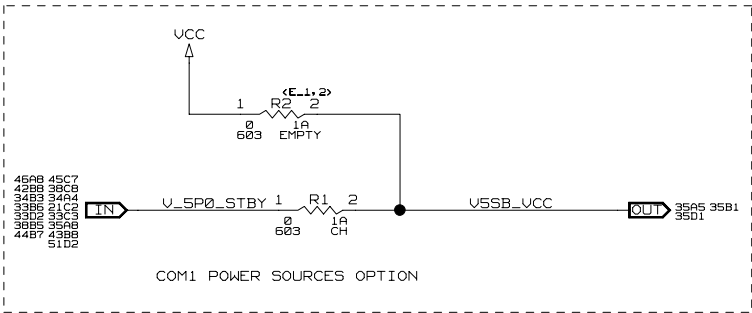 VCC
<E_1,2>
1 R2 2
0 1A
603 EMPTY
46A8 45C7
42B8 38C8
34B3 34A4
33B6 21C2
33D2 33C3
38B5 35A8
44B7 43B8
51D2
IN
V_5P0_STBY
1 R1 2
0 1A
603 CH
V5SB_VCC
OUT
35A5 35B1
35D1
COM1 POWER SOURCES OPTION